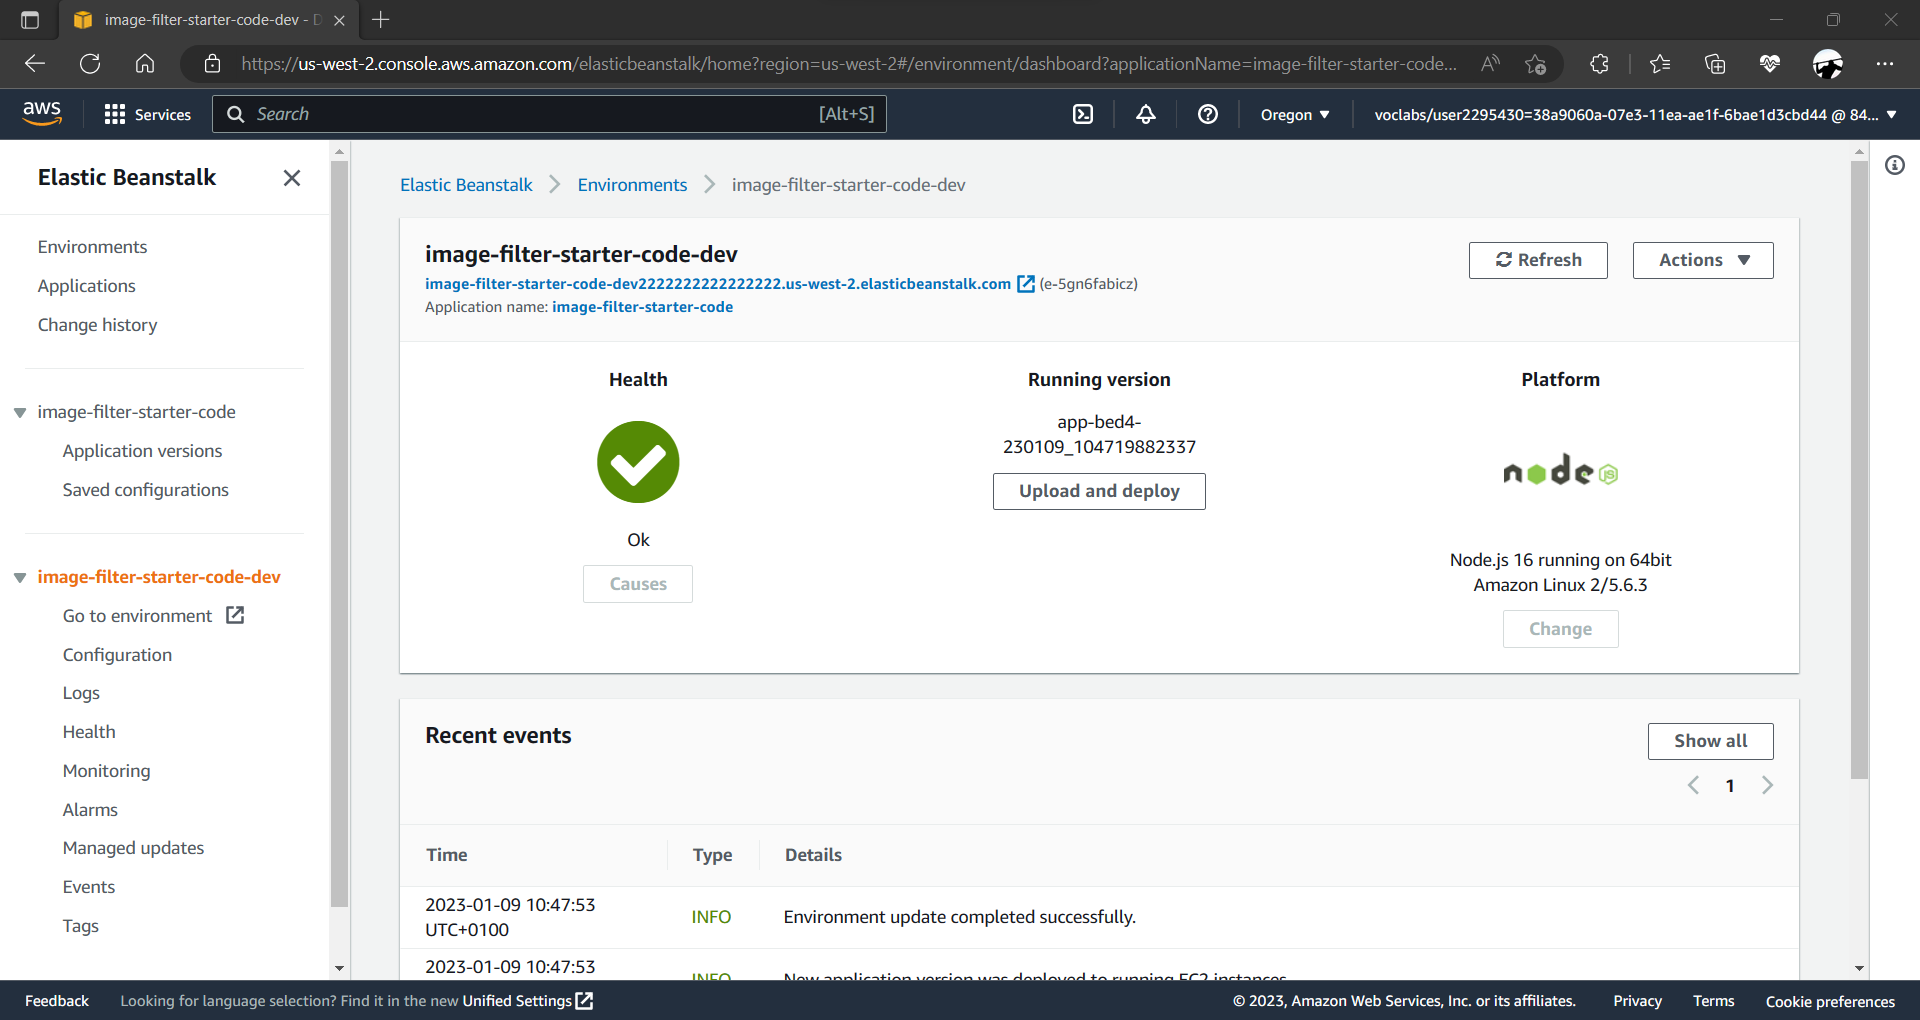 image-filter-starter-code-dev - D
https://us-west-2.console.aws.amazon.com/elasticbeanstalk/home?region=us-west-2#/environment/dashboard?applicationName=image-filter-starter-code...
aws
Services
Search
[Alt+S]
Oregon
voclabs/user2295430=38a9060a-07e3-11ea-ae1f-6bae1d3cbd44 @ 84...
Elastic Beanstalk
Environments
Applications
Change history
image-filter-starter-code
Application versions
Saved configurations
image-filter-starter-code-dev
Go to environment
Configuration
Logs
Health
Monitoring
Alarms
Managed updates
Events
Tags
Elastic Beanstalk
Environments
image-filter-starter-code-dev
image-filter-starter-code-dev
image-filter-starter-code-dev2222222222222222.us-west-2.elasticbeanstalk.com (e-5gn6fabicz)
Application name: image-filter-starter-code
Refresh
Actions
Health
Ok
Causes
Running version
app-bed4-
230109_104719882337
Upload and deploy
Platform
node JS
Node.js 16 running on 64bit
Amazon Linux 2/5.6.3
Change
Recent events
Show all
1
Time
Type
Details
2023-01-09 10:47:53
UTC+0100
INFO
Environment update completed successfully.
2023-01-09 10:47:53
INFO
New application version was deployed to running EC2 instances.
Feedback
Looking for language selection? Find it in the new Unified Settings
© 2023, Amazon Web Services, Inc. or its affiliates.
Privacy
Terms
Cookie preferences